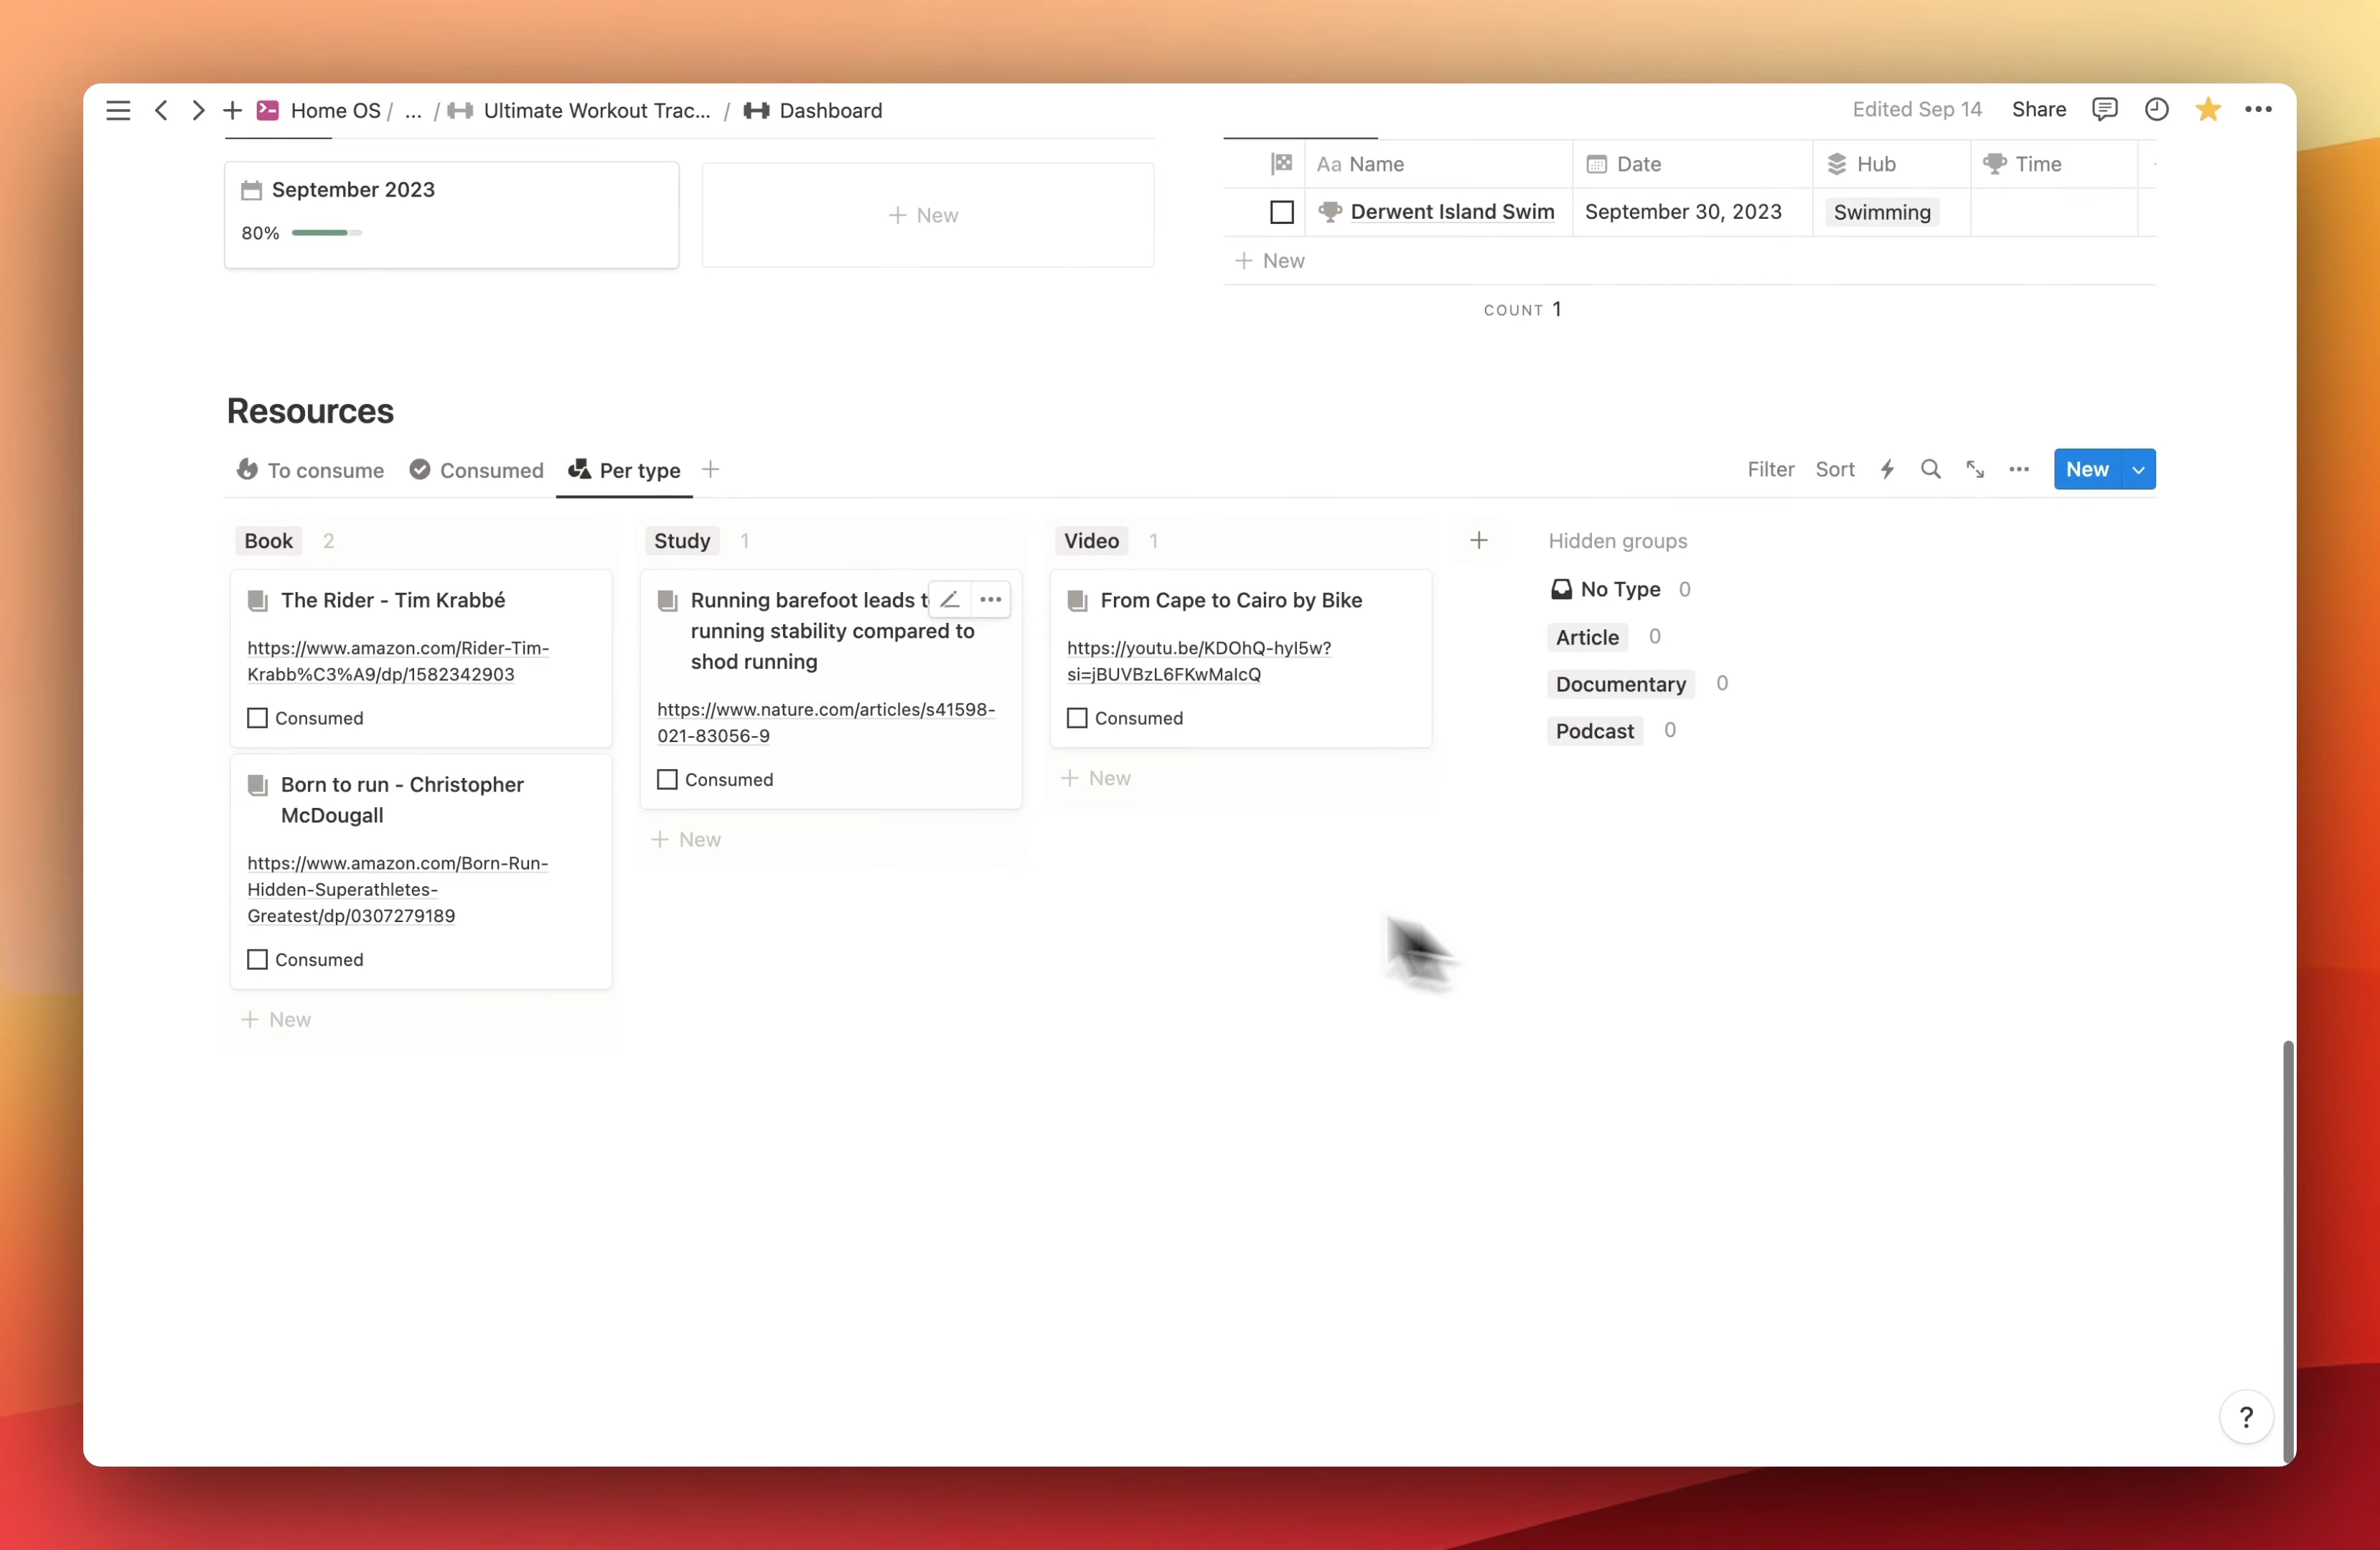 Home OS / ... / Ultimate Workout Trac... / Dashboard
Edited Sep 14 Share
September 2023
80%
+ New
Aa Name Date Hub Time
Derwent Island Swim September 30, 2023 Swimming
+ New
COUNT 1
Resources
To consume Consumed Per type +
Filter Sort New
Book 2
The Rider - Tim Krabbé
https://www.amazon.com/Rider-Tim-
Krabb%C3%A9/dp/1582342903
Consumed
Born to run - Christopher
McDougall
https://www.amazon.com/Born-Run-
Hidden-Superathletes-
Greatest/dp/0307279189
Consumed
+ New
Study 1
Running barefoot leads
running stability compared to
shod running
https://www.nature.com/articles/s41598-
021-83056-9
Consumed
+ New
Video 1
From Cape to Cairo by Bike
https://youtu.be/KDOhQ-hyI5w?
si=jBUVBzL6FKwMalcQ
Consumed
+ New
+
Hidden groups
No Type 0
Article 0
Documentary 0
Podcast 0
?